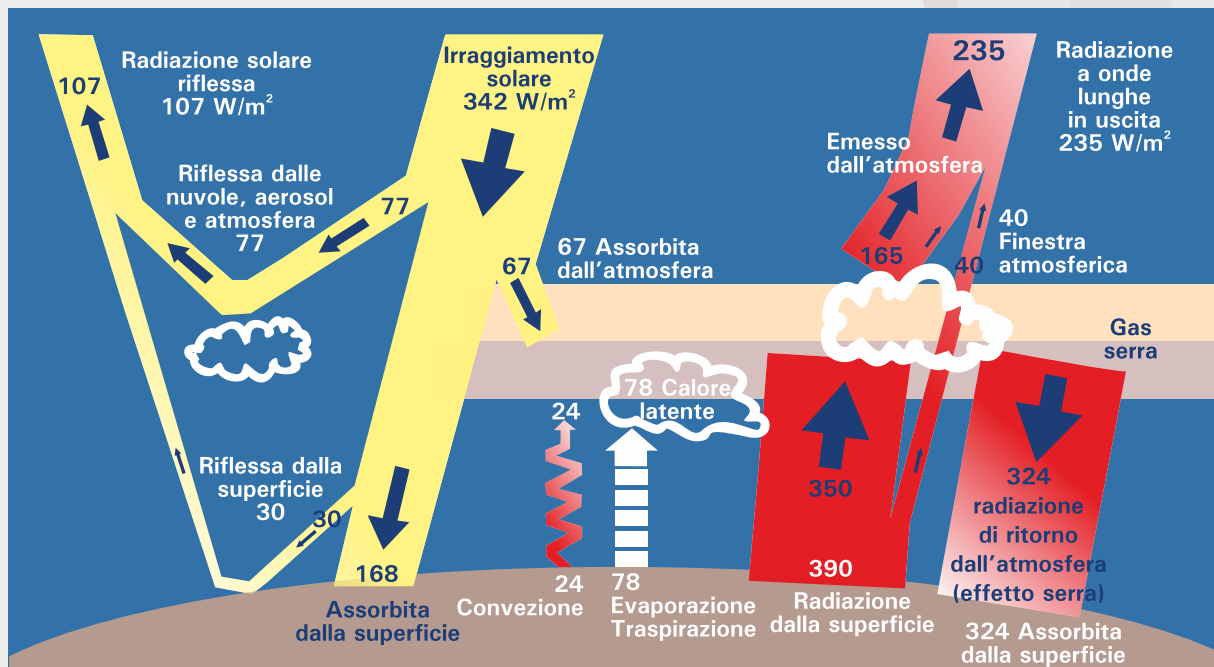 107
Radiazione solare
riflessa
107 W/m²
Irraggiamento
solare
342 W/m²
235
Radiazione
a onde
lunghe
in uscita
235 W/m²
Riflessa dalle
nuvole, aerosol
e atmosfera
77
77
Emesso
dall'atmosfera
67
67 Assorbita
dall'atmosfera
165
40
40
Finestra
atmosferica
Gas
serra
24
78 Calore
latente
Riflessa dalla
superficie
30
30
350
324
radiazione
di ritorno
dall'atmosfera
(effetto serra)
168
Assorbita
dalla superficie
24
Convezione
78
Evaporazione
Traspirazione
390
Radiazione
dalla superficie
324 Assorbita
dalla superficie